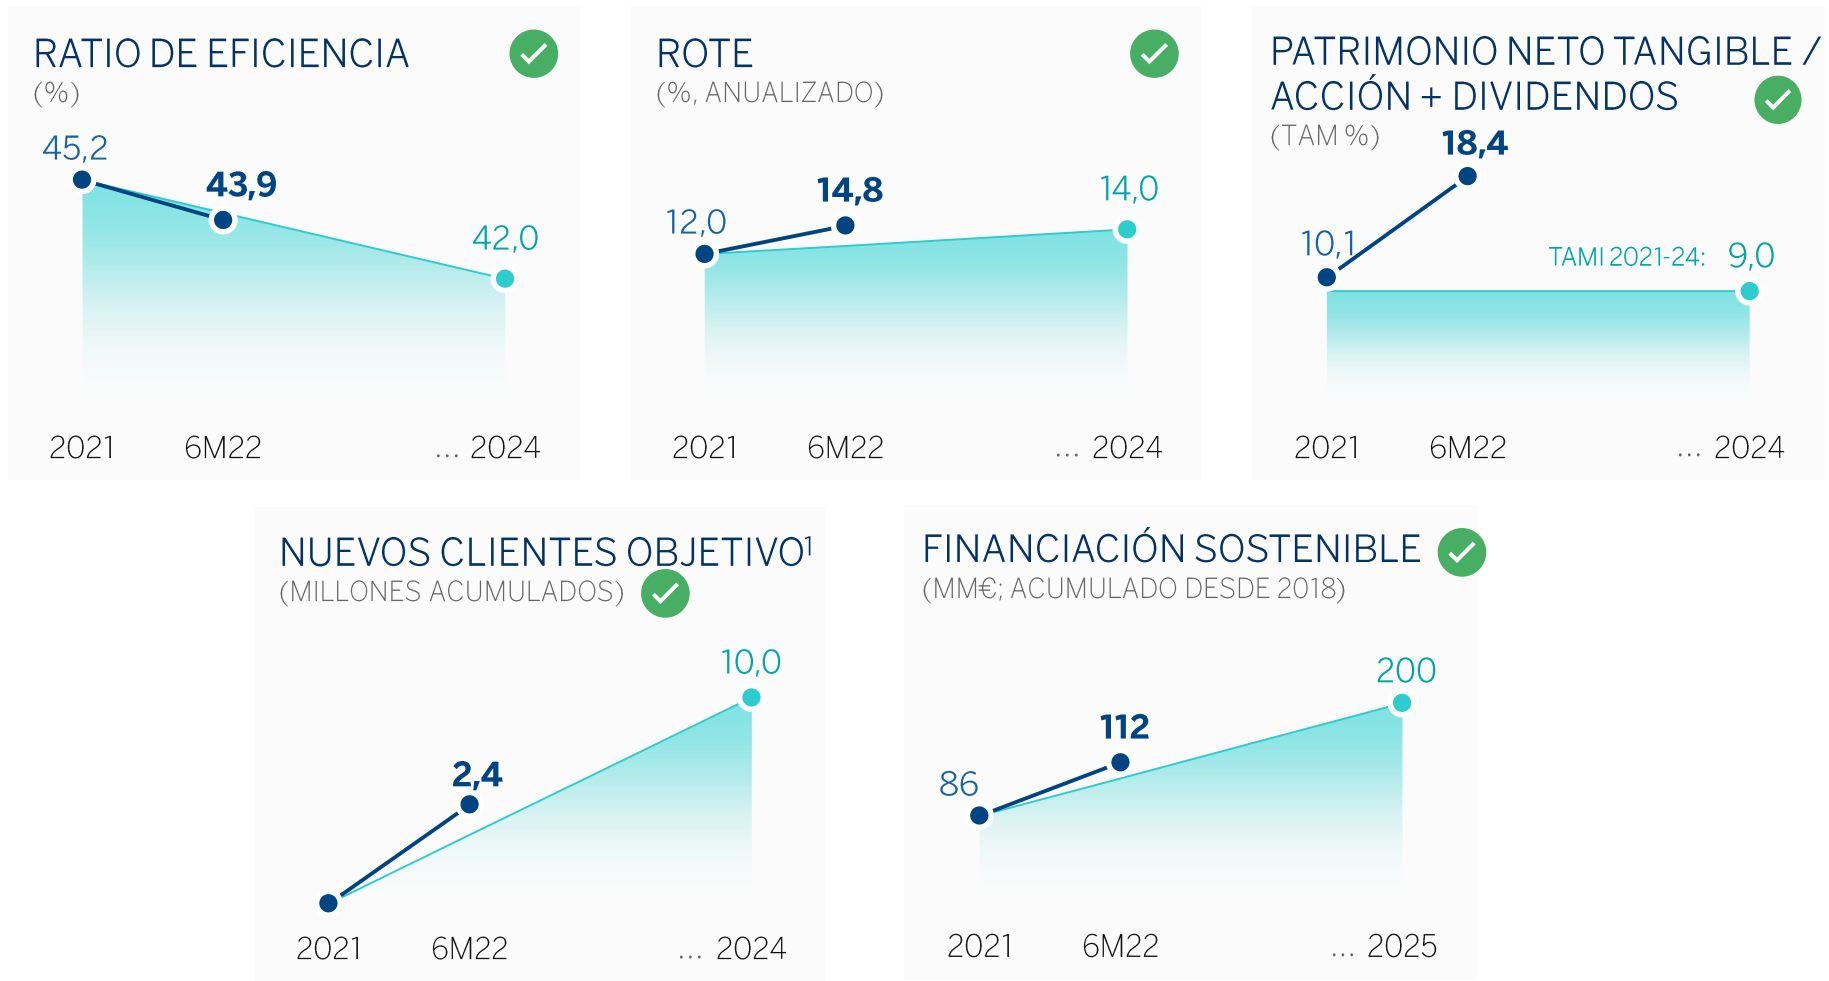 RATIO DE EFICIENCIA
(%)
45,2
43,9
42,0
2021 6M22 ... 2024
ROTE
(%, ANUALIZADO)
12,0
14,8
14,0
2021 6M22 ... 2024
PATRIMONIO NETO TANGIBLE /
ACCIÓN + DIVIDENDOS
(TAM %)
18,4
10,1
TAMI 2021-24: 9,0
2021 6M22 ... 2024
NUEVOS CLIENTES OBJETIVO¹
(MILLONES ACUMULADOS)
10,0
2,4
2021 6M22 ... 2024
FINANCIACIÓN SOSTENIBLE
(MM€; ACUMULADO DESDE 2018)
200
112
86
2021 6M22 ... 2025